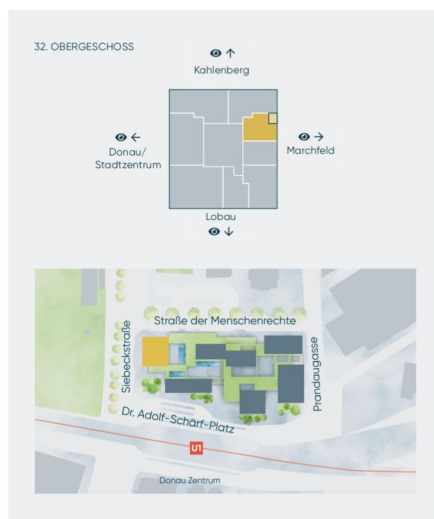 32. OBERGESCHOSS
Kahlenberg
Donau/
Stadtzentrum
Marchfeld
Lobau
Straße der Menschenrechte
Siebeckstraße
Prandaugasse
Dr. Adolf-Schärf-Platz
U1
Donau Zentrum